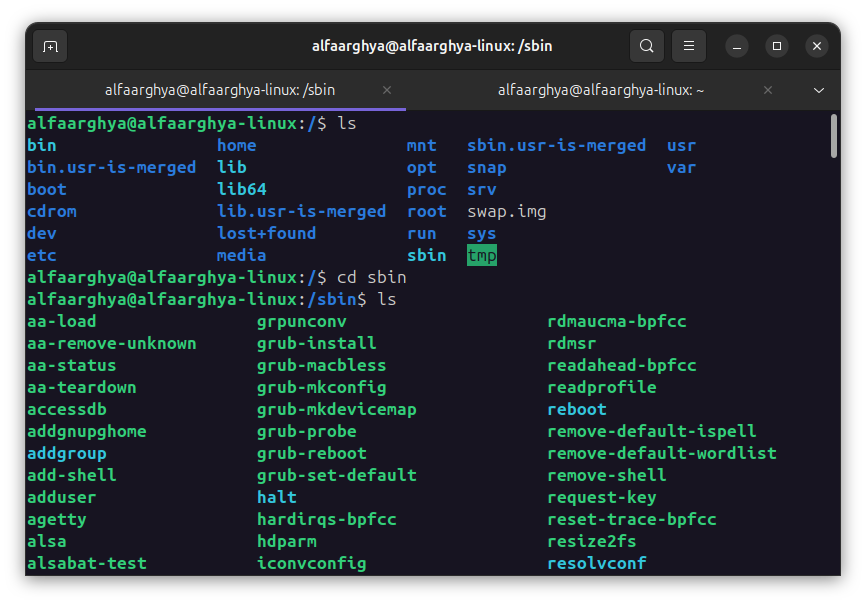 alfaarghya@alfaarghya-linux: /sbin
alfaarghya@alfaarghya-linux: /sbin alfaarghya@alfaarghya-linux: ~
alfaarghya@alfaarghya-linux:/$ ls
bin home mnt sbin.usr-is-merged usr
bin.usr-is-merged lib opt snap var
boot lib64 proc srv
cdrom lib.usr-is-merged root swap.img
dev lost+found run sys
etc media sbin tmp
alfaarghya@alfaarghya-linux:/$ cd sbin
alfaarghya@alfaarghya-linux:/sbin$ ls
aa-load grpunconv rdmaucma-bpfcc
aa-remove-unknown grub-install rdmsr
aa-status grub-macbless readahead-bpfcc
aa-teardown grub-mkconfig readprofile
accessdb grub-mkdevicemap reboot
addgnupghome grub-probe remove-default-ispell
addgroup grub-reboot remove-default-wordlist
add-shell grub-set-default remove-shell
adduser halt request-key
agetty hardirqs-bpfcc reset-trace-bpfcc
alsa hdparm resize2fs
alsabat-test iconvconfig resolvconf